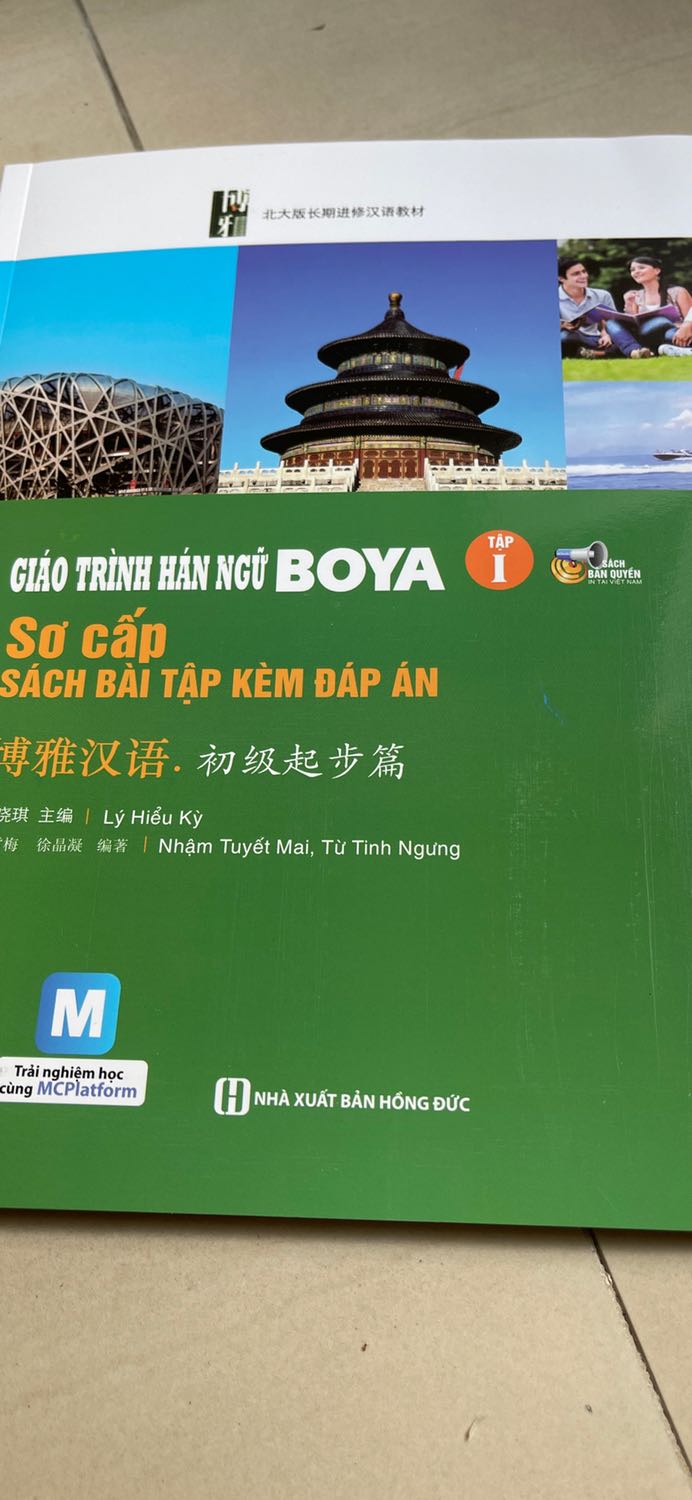 博雅
北大版长期进修汉语教材
GIÁO TRÌNH HÁN NGỮ BOYA
TẬP
I
SÁCH
BẢN QUYỀN
IN TẠI VIỆT NAM
Sơ cấp
SÁCH BÀI TẬP KÈM ĐÁP ÁN
博雅汉语. 初级起步篇
晓琪 主编 | Lý Hiểu Kỳ
梅 徐晶凝 编著 | Nhậm Tuyết Mai, Từ Tinh Ngưng
M
Trải nghiệm học
cùng MCPlatform
NHÀ XUẤT BẢN HỒNG ĐỨC